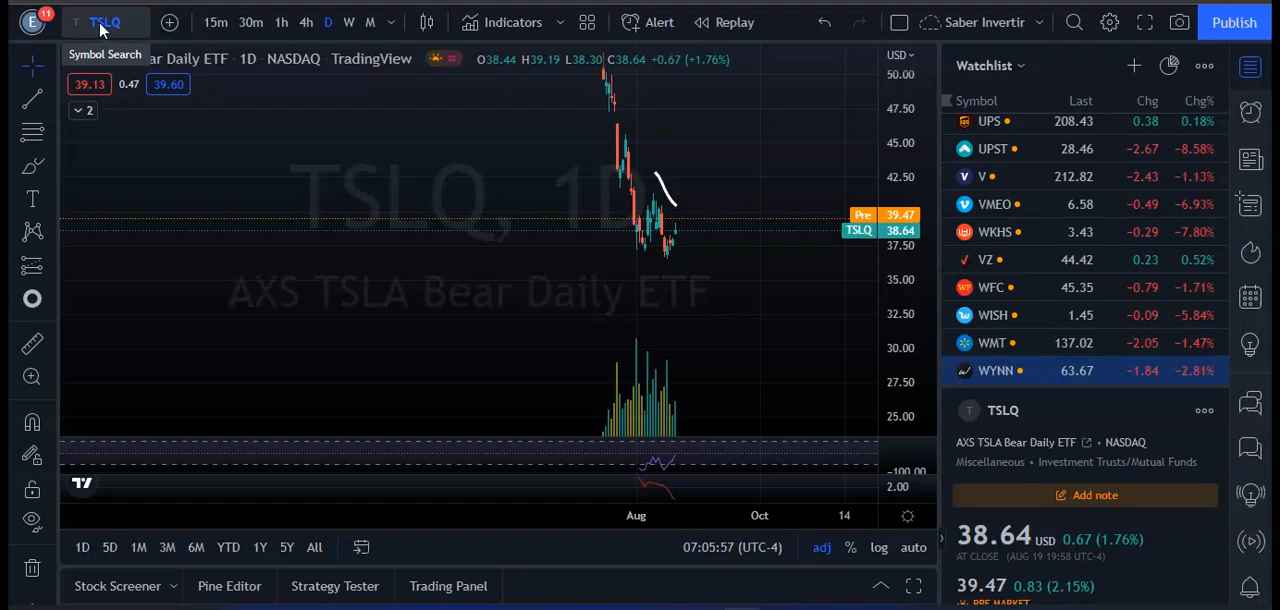 E 11 T TSLQ 15m 30m 1h 4h D W M Indicators Alert Replay Saber Invertir Publish
Symbol Search
ar Daily ETF · 1D · NASDAQ · TradingView O38.44 H39.19 L38.30 C38.64 +0.67 (+1.76%)
39.13 0.47 39.60
2
TSLQ, 1D
AXS TSLA Bear Daily ETF
USD
50.00
47.50
45.00
42.50
Pre 39.47
TSLQ 38.64
37.50
35.00
32.50
30.00
27.50
25.00
−100.00
2.00
Aug Oct 14
1D 5D 1M 3M 6M YTD 1Y 5Y All 07:05:57 (UTC-4) adj % log auto
Stock Screener Pine Editor Strategy Tester Trading Panel
Watchlist
Symbol Last Chg Chg%
UPS 208.43 0.38 0.18%
UPST 28.46 −2.67 −8.58%
V 212.82 −2.43 −1.13%
VMEO 6.58 −0.49 −6.93%
WKHS 3.43 −0.29 −7.80%
VZ 44.42 0.23 0.52%
WFC 45.35 −0.79 −1.71%
WISH 1.45 −0.09 −5.84%
WMT 137.02 −2.05 −1.47%
WYNN 63.67 −1.84 −2.81%
T TSLQ
AXS TSLA Bear Daily ETF • NASDAQ
Miscellaneous • Investment Trusts/Mutual Funds
Add note
38.64 USD 0.67 (1.76%)
AT CLOSE (AUG 19 19:58 UTC-4)
39.47 0.83 (2.15%)
PRE MARKET